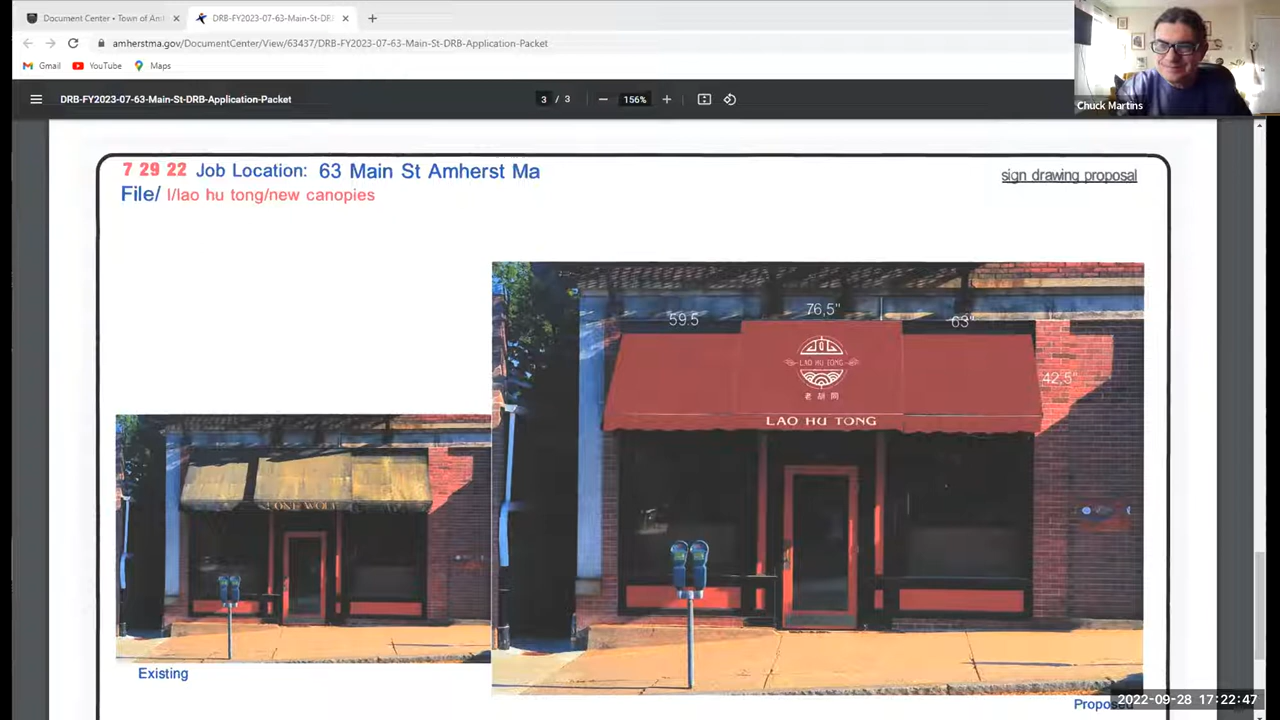 Document Center • Town of Am
DRB-FY2023-07-63-Main-St-DR
amherstma.gov/DocumentCenter/View/63437/DRB-FY2023-07-63-Main-St-DRB-Application-Packet
Gmail
YouTube
Maps
DRB-FY2023-07-63-Main-St-DRB-Application-Packet
3 / 3
156%
Chuck Martins
7 29 22 Job Location: 63 Main St Amherst Ma
sign drawing proposal
File/ l/lao hu tong/new canopies
59.5
76,5"
63"
LAO HU TONG
42,5"
老胡同
LAO HU TONG
ONE WOL
Existing
2022-09-28 17:22:47
Propos